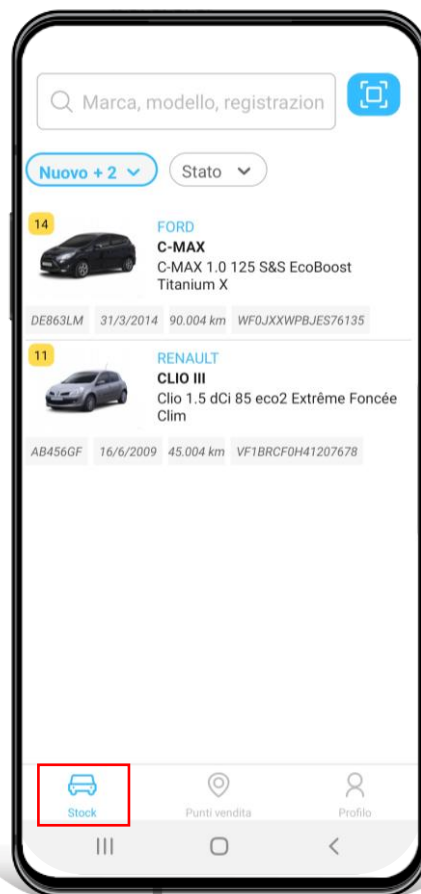 Marca, modello, registrazion
Nuovo + 2
Stato
14
FORD
C-MAX
C-MAX 1.0 125 S&S EcoBoost
Titanium X
DE863LM 31/3/2014 90.004 km WF0JXXWPBJES76135
11
RENAULT
CLIO III
Clio 1.5 dCi 85 eco2 Extrême Foncée
Clim
AB456GF 16/6/2009 45.004 km VF1BRCF0H41207678
Stock Punti vendita Profilo